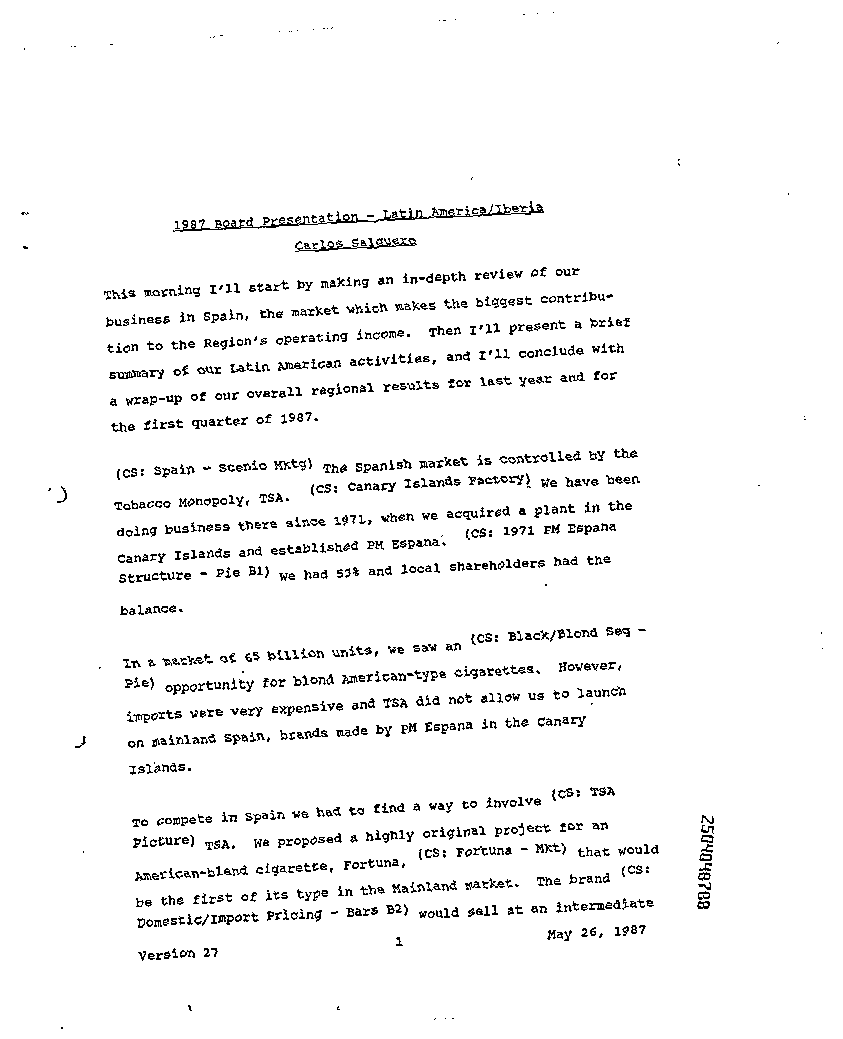 1987 Board Presentation - Latin America/Iberia
Carlos Salguero
This morning I'll start by making an in-depth review of our
business in Spain, the market which makes the biggest contribu-
tion to the Region's operating income. Then I'll present a brief
summary of our Latin American activities, and I'll conclude with
a wrap-up of our overall regional results for last year and for
the first quarter of 1987.
(CS: Spain - Scenic Mktg) The Spanish market is controlled by the
Tobacco Monopoly, TSA. (CS: Canary Islands Factory) We have been
doing business there since 1971, when we acquired a plant in the
Canary Islands and established PM Espana. (CS: 1971 PM Espana
Structure - Pie B1) We had 53% and local shareholders had the
balance.
In a market of 65 billion units, we saw an (CS: Black/Blond Seg -
Pie) opportunity for blond American-type cigarettes. However,
imports were very expensive and TSA did not allow us to launch
on mainland Spain, brands made by PM Espana in the Canary
Islands.
To compete in Spain we had to find a way to involve (CS: TSA
Picture) TSA. We proposed a highly original project for an
American-blend cigarette, Fortuna, (CS: Fortuna - Mkt) that would
be the first of its type in the Mainland market. The brand (CS:
Domestic/Import Pricing - Bars B2) would sell at an intermediate
Version 27 1 May 26, 1987
2504048788